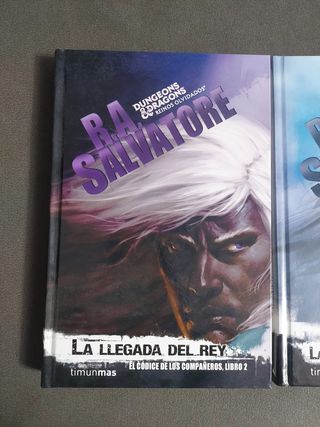 DUNGEONS
& DRAGONS
REINOS OLVIDADOS
R.A.
SALVATORE
LA LLEGADA DEL REY
timunmas
EL CÓDICE DE LOS COMPAÑEROS, LIBRO 2